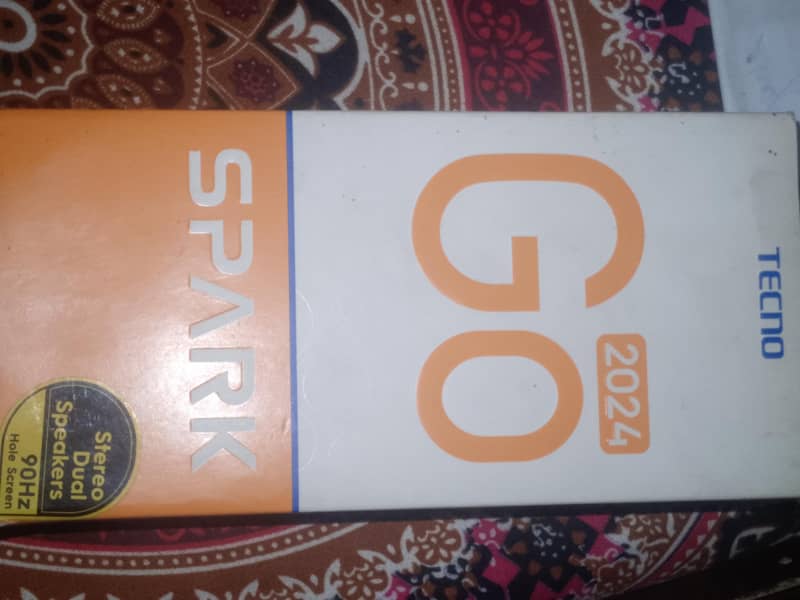 TECNO
2024
GO
SPARK
Stereo
Dual
Speakers
90Hz
Hole Screen